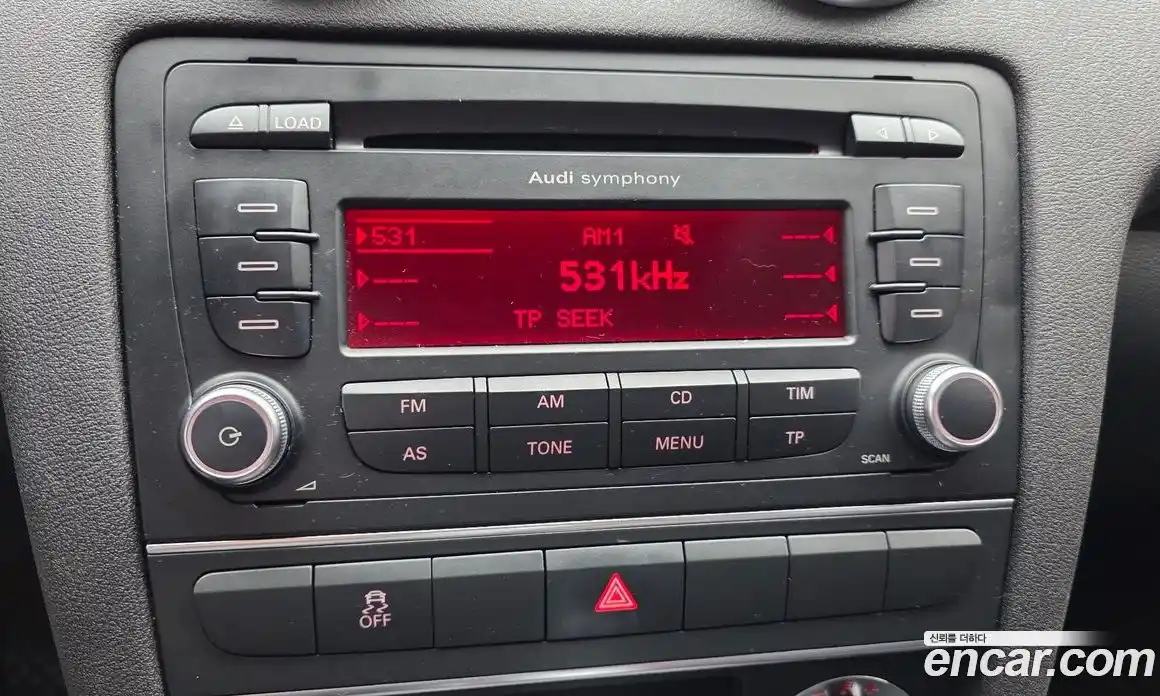 LOAD
Audi symphony
531 AM1 ---
--- 531kHz ---
--- TP SEEK ---
FM AM CD TIM
AS TONE MENU TP
SCAN
OFF
신뢰를 더하다
encar.com